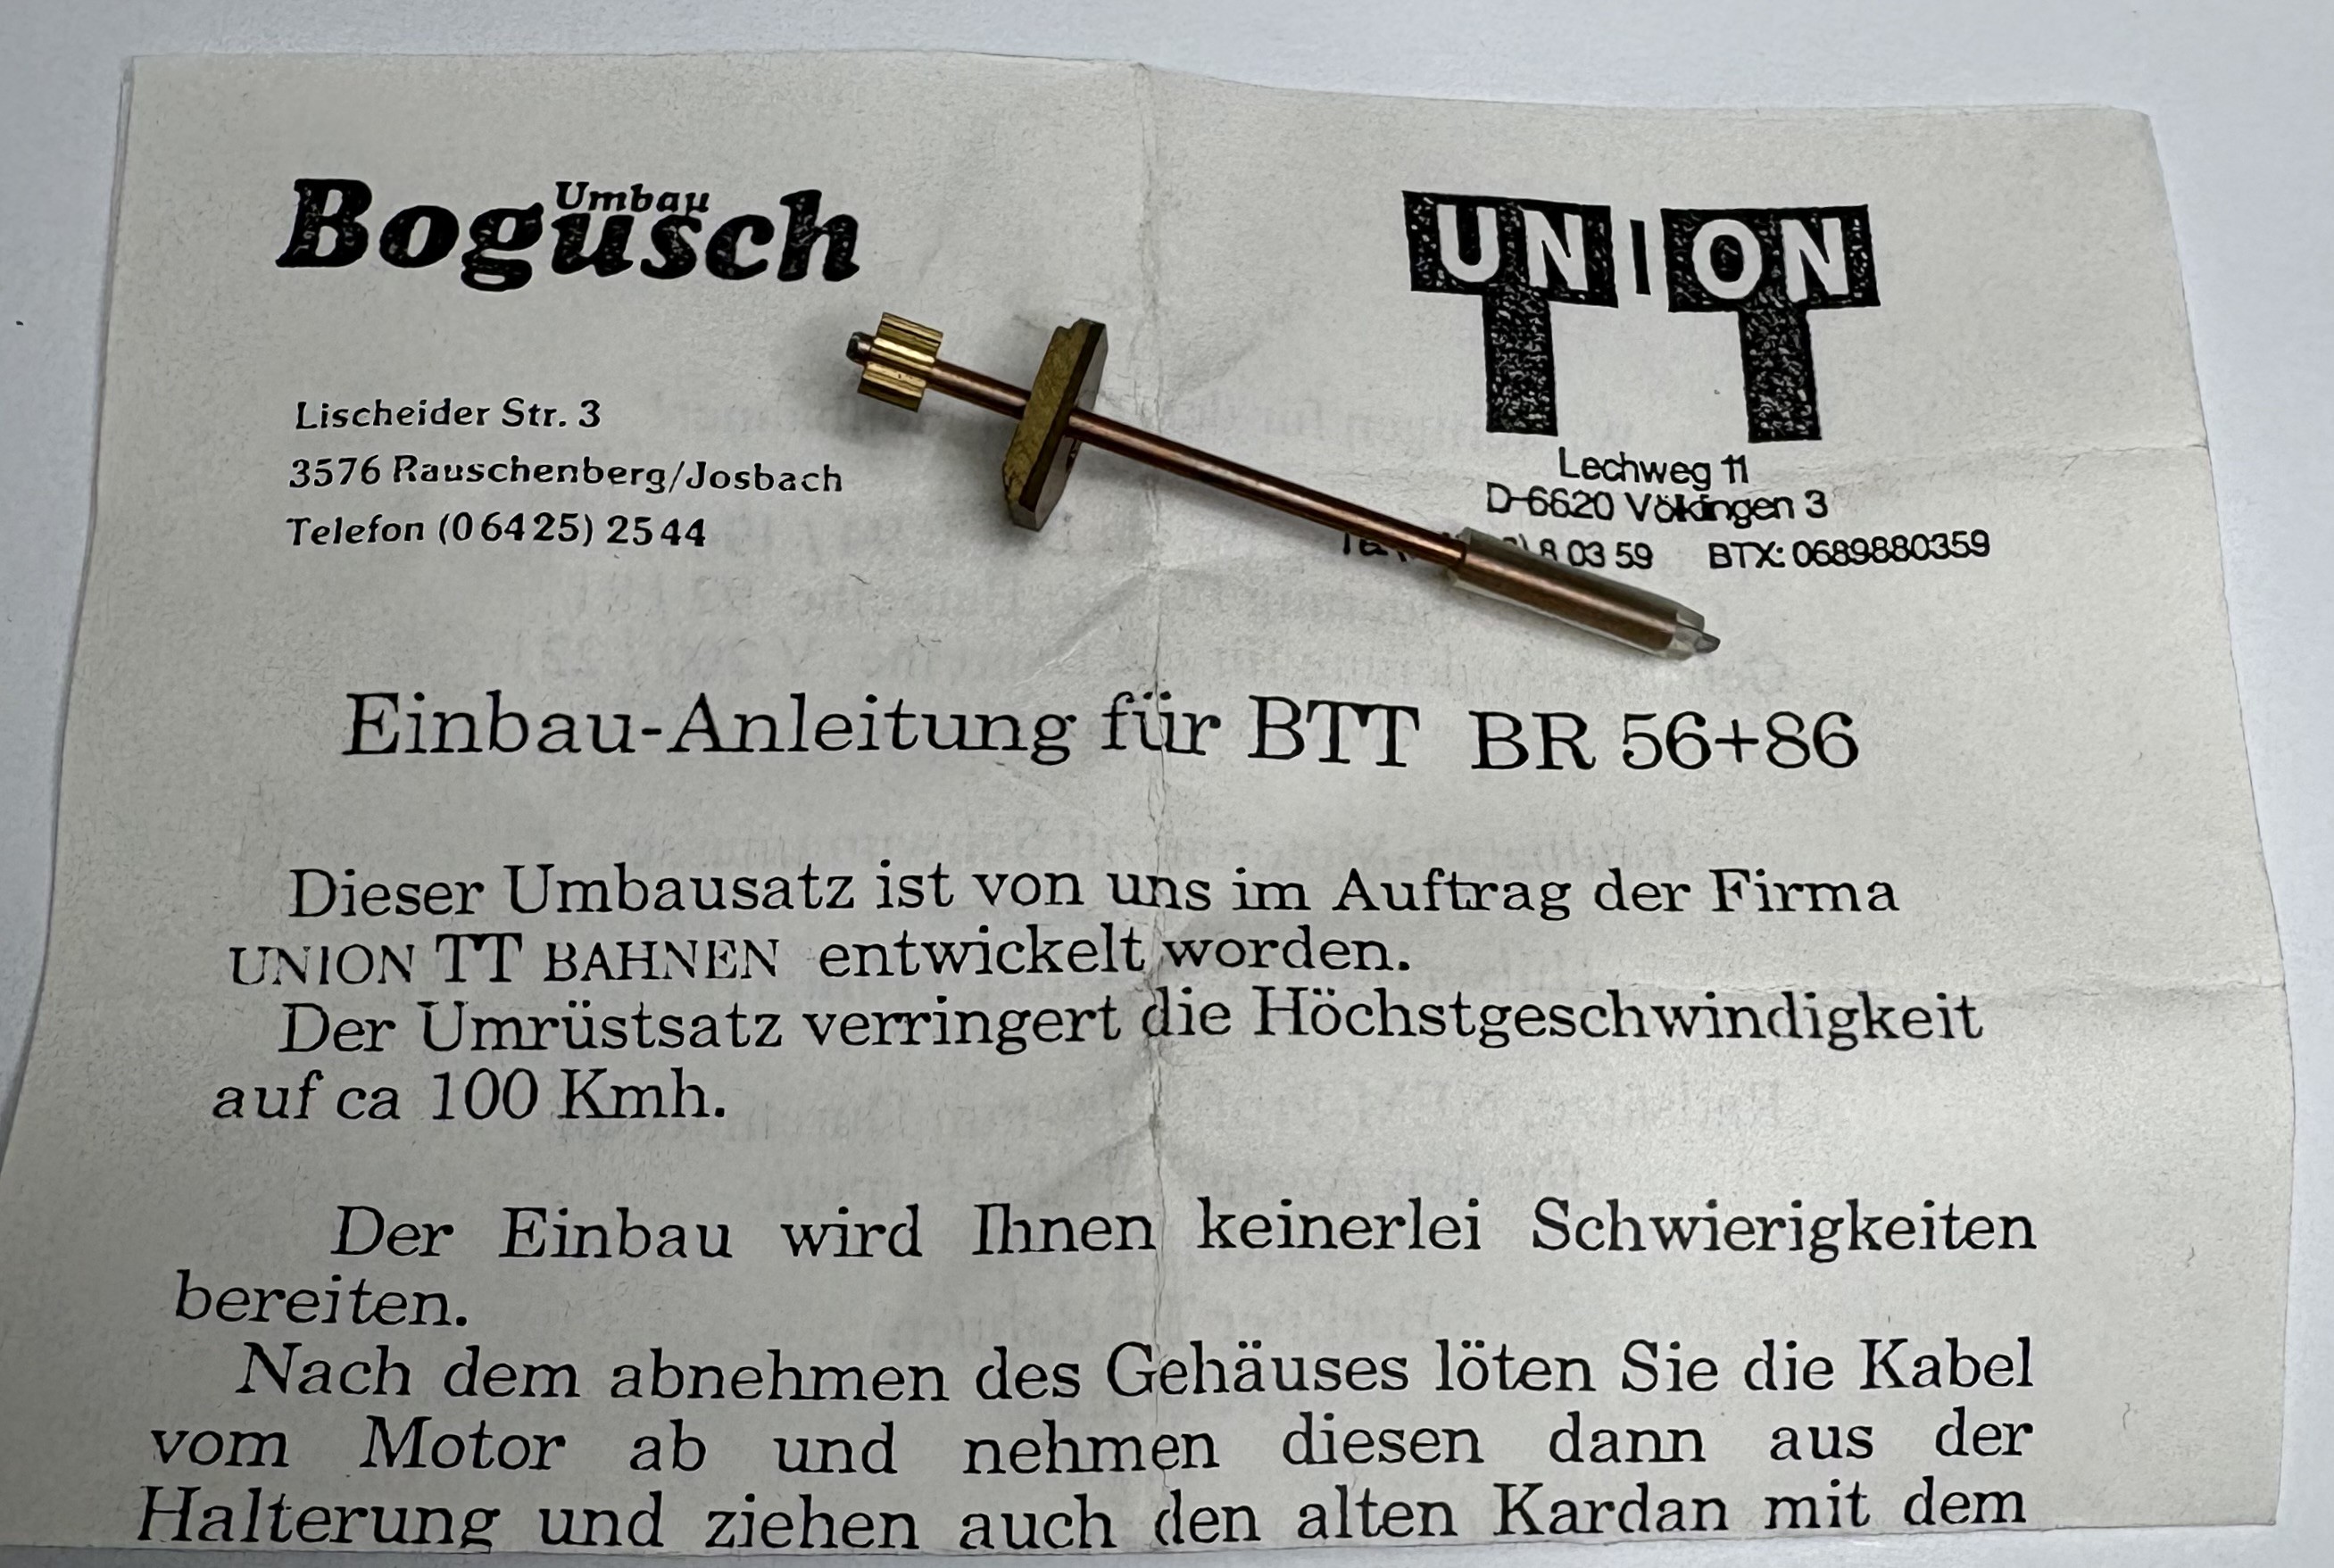 Umbau
Bogusch
Lischeider Str. 3
3576 Rauschenberg/Josbach
Telefon (06425) 2544
UNION
TT
Lechweg 11
D-6620 Völklingen 3
8 03 59 BTX: 0689880359
Einbau-Anleitung für BTT BR 56+86
Dieser Umbausatz ist von uns im Auftrag der Firma
UNION TT BAHNEN entwickelt worden.
Der Umrüstsatz verringert die Höchstgeschwindigkeit
auf ca 100 Kmh.
Der Einbau wird Ihnen keinerlei Schwierigkeiten
bereiten.
Nach dem abnehmen des Gehäuses löten Sie die Kabel
vom Motor ab und nehmen diesen dann aus der
Halterung und ziehen auch den alten Kardan mit dem